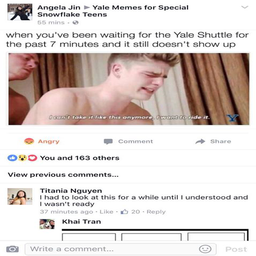 Angela Jin ▶ Yale Memes for Special
Snowflake Teens
55 mins •
when you've been waiting for the Yale Shuttle for
the past 7 minutes and it still doesn't show up
I can't take it like this anymore. I want to ride it.
Angry
Comment
Share
You and 163 others
View previous comments...
Titania Nguyen
I had to look at this for a while until I understood and
I wasn't ready
37 minutes ago • Like • 20 • Reply
Khai Tran
Write a comment...
Post